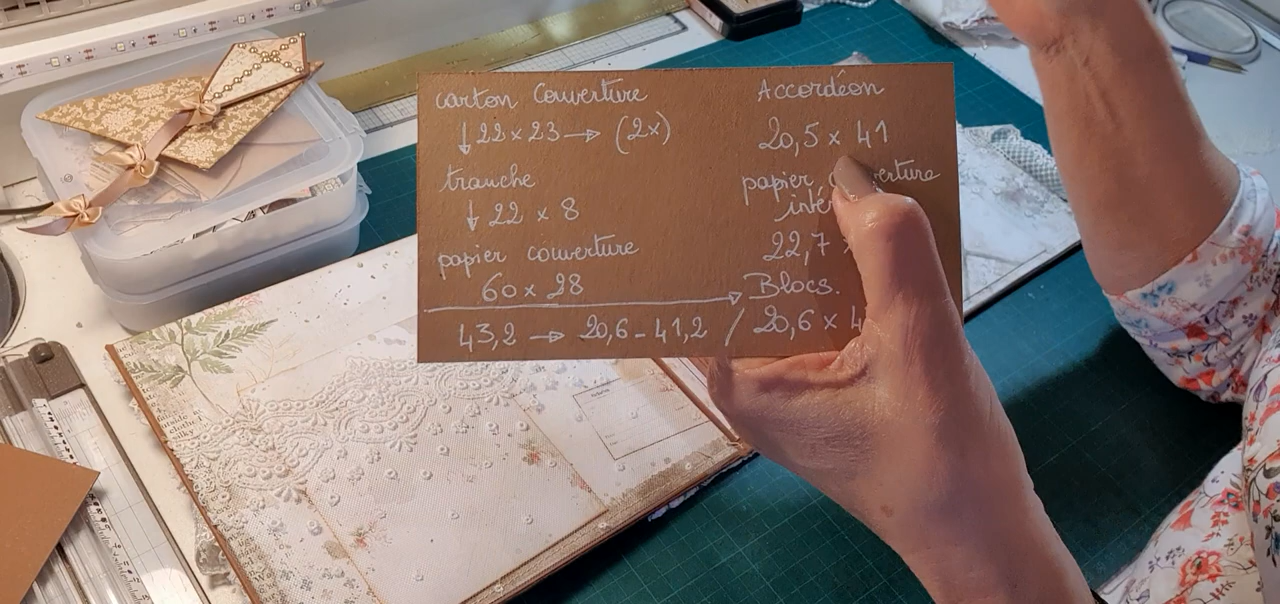 carton Couverture
↓ 22 × 23 → (2×)
tranche
↓ 22 × 8
papier couverture
60 × 28
43,2 → 20,6 - 41,2 /
Accordéon
20,5 × 41
papier
22,7
Blocs.
20,6 ×